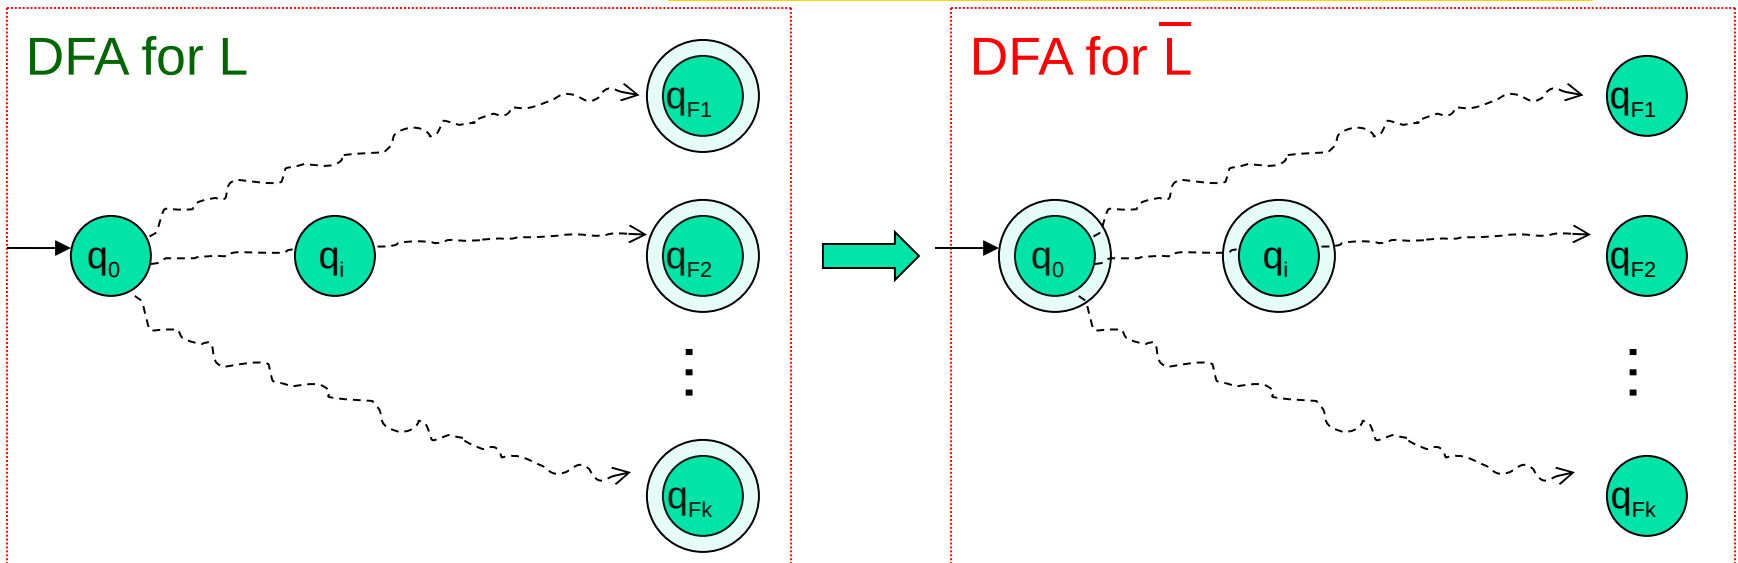 DFA for L
q0
qi
qF1
qF2
⋮
qFk
DFA for L̅
q0
qi
qF1
qF2
⋮
qFk